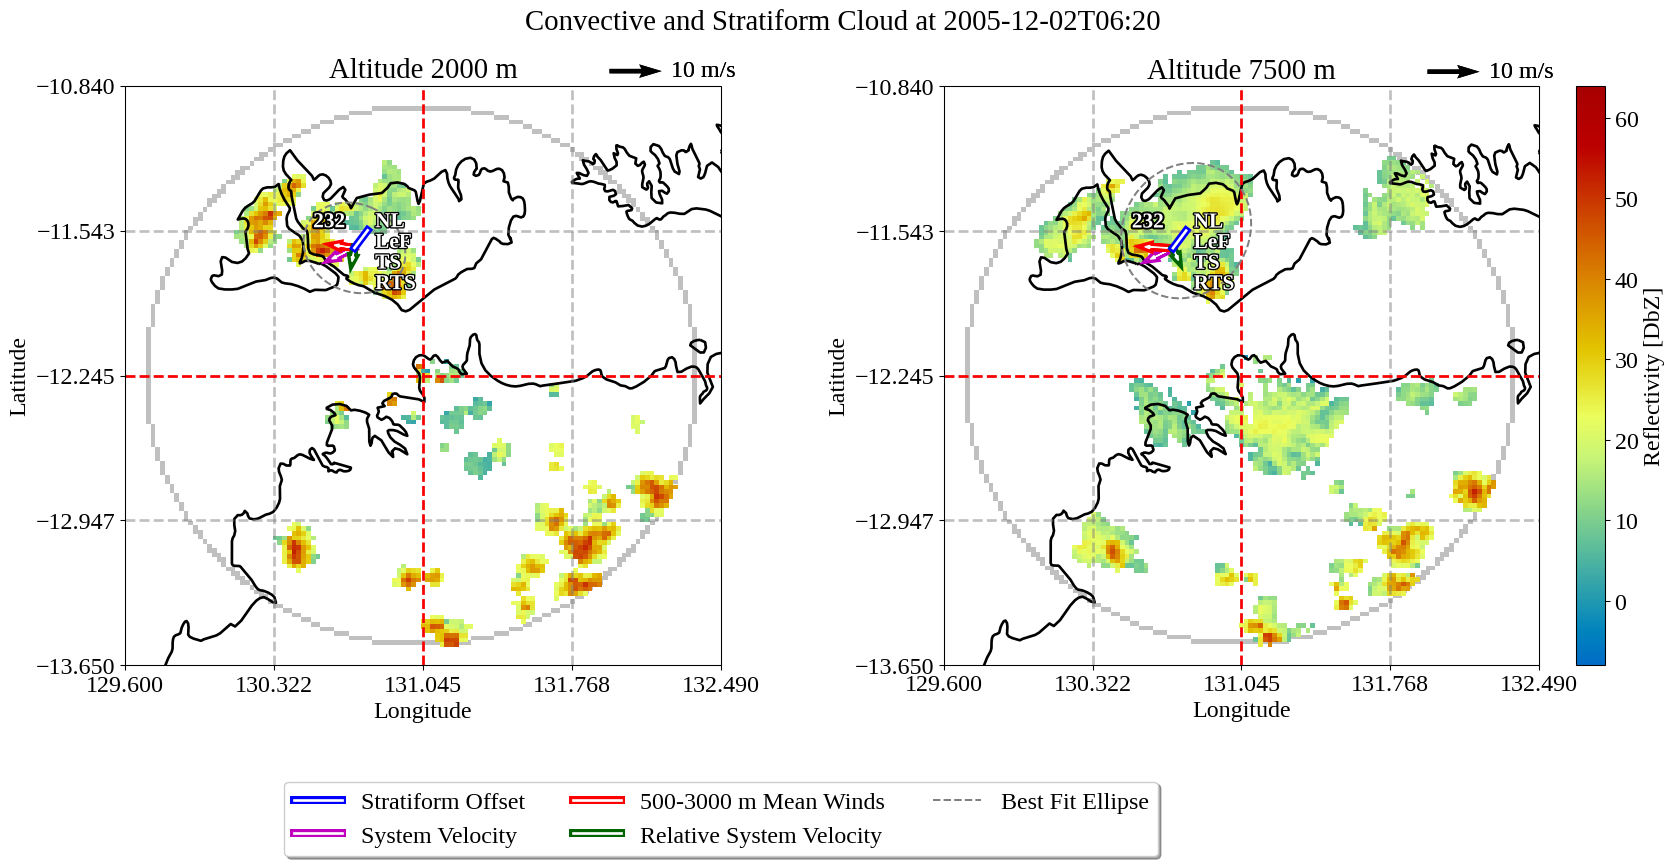 Convective and Stratiform Cloud at 2005-12-02T06:20
Altitude 2000 m
10 m/s
−10.840
−11.543
−12.245
−12.947
−13.650
Latitude
129.600
130.322
131.045
131.768
132.490
Longitude
232
NL
LeF
TS
RTS
Altitude 7500 m
10 m/s
−10.840
−11.543
−12.245
−12.947
−13.650
Latitude
129.600
130.322
131.045
131.768
132.490
Longitude
232
NL
LeF
TS
RTS
60
50
40
30
20
10
0
Reflectivity [DbZ]
Stratiform Offset
500-3000 m Mean Winds
Best Fit Ellipse
System Velocity
Relative System Velocity